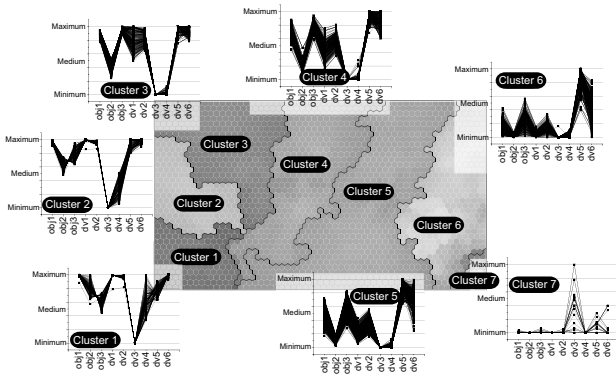 Maximum
Medium
Minimum
Cluster 3
obj1
obj2
obj3
dv1
dv2
dv3
dv4
dv5
dv6
Maximum
Medium
Minimum
Cluster 4
obj1
obj2
obj3
dv1
dv2
dv3
dv4
dv5
dv6
Maximum
Medium
Minimum
Cluster 6
obj1
obj2
obj3
dv1
dv2
dv3
dv4
dv5
dv6
Maximum
Medium
Minimum
Cluster 2
obj1
obj2
obj3
dv1
dv2
dv3
dv4
dv5
dv6
Cluster 3
Cluster 4
Cluster 5
Cluster 2
Cluster 6
Cluster 1
Cluster 7
Maximum
Medium
Minimum
Cluster 1
obj1
obj2
obj3
dv1
dv2
dv3
dv4
dv5
dv6
Maximum
Medium
Minimum
Cluster 5
obj1
obj2
obj3
dv1
dv2
dv3
dv4
dv5
dv6
Maximum
Medium
Minimum
Cluster 7
obj1
obj2
obj3
dv1
dv2
dv3
dv4
dv5
dv6